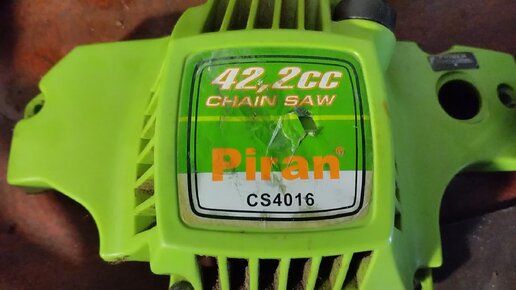 42,2cc
CHAIN SAW
Piran®
CS4016